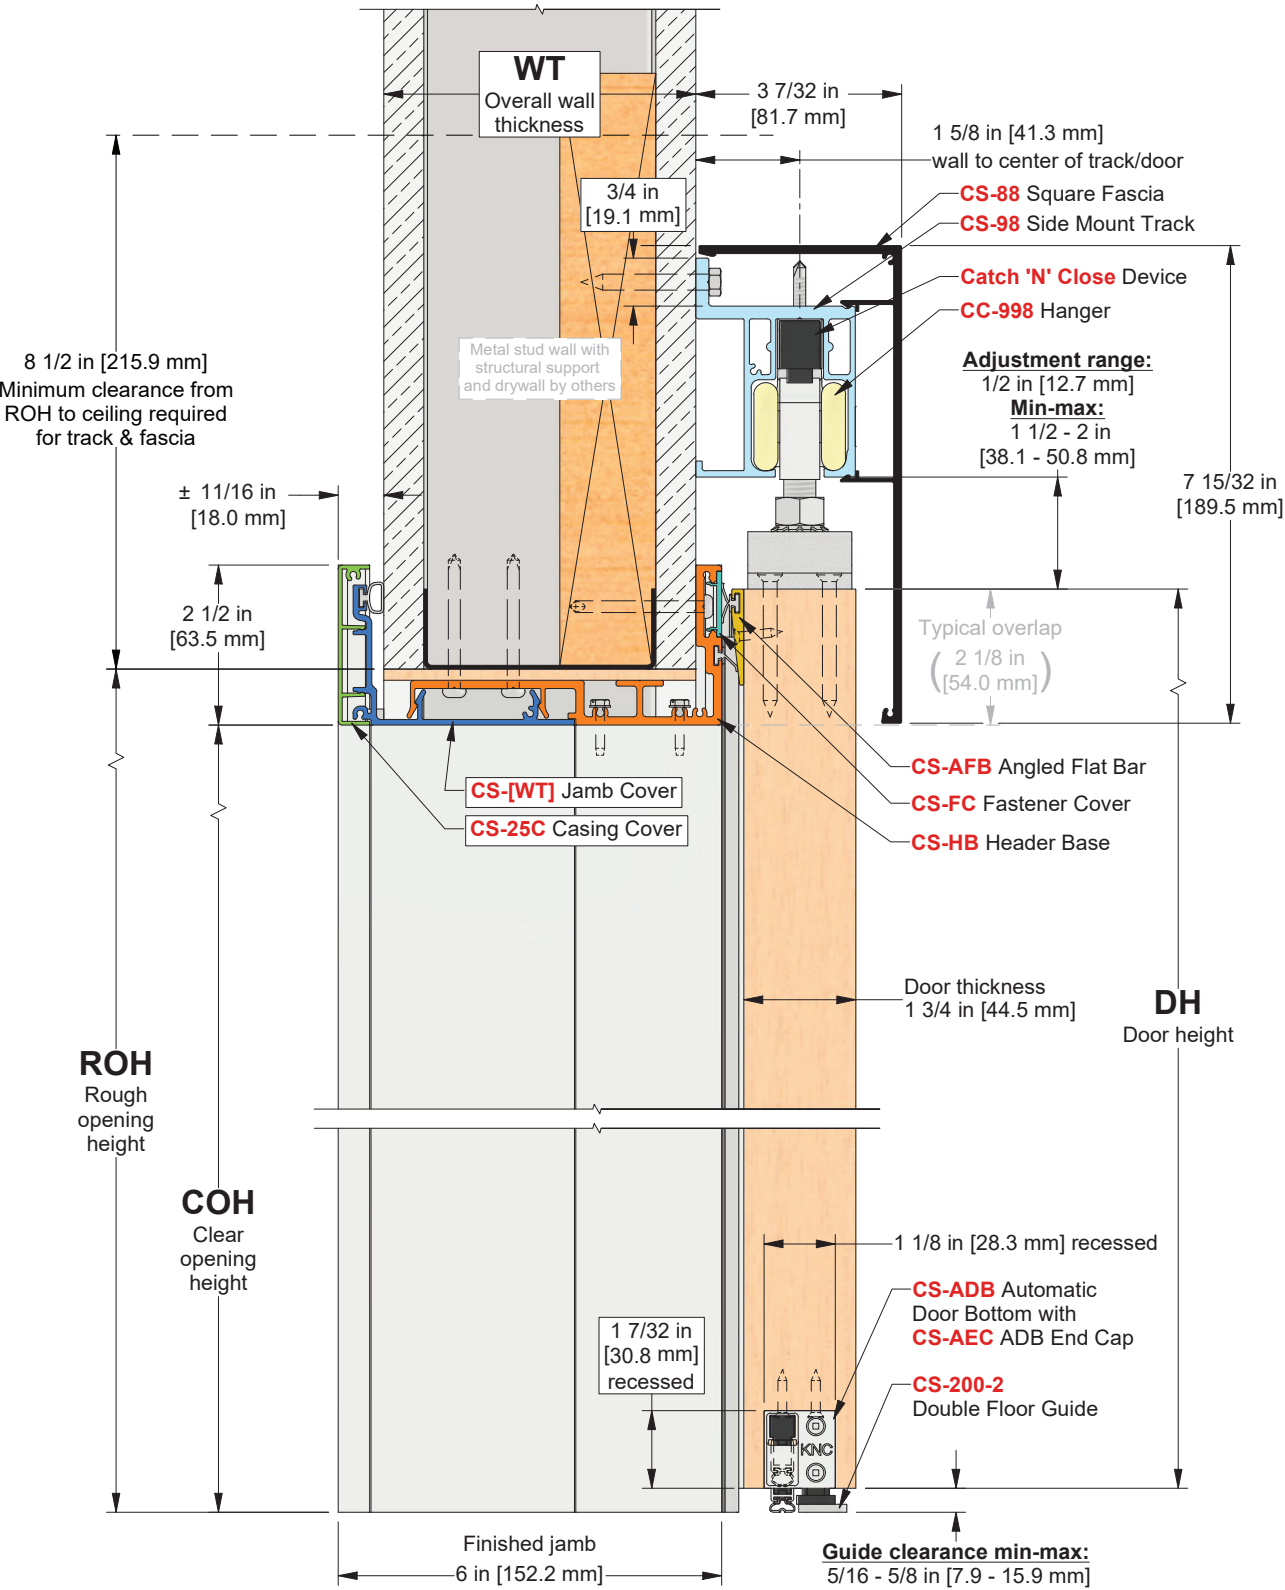 WT
Overall wall
thickness
3 7/32 in
[81.7 mm]
1 5/8 in [41.3 mm]
wall to center of track/door
3/4 in
[19.1 mm]
CS-88 Square Fascia
CS-98 Side Mount Track
Catch 'N' Close Device
CC-998 Hanger
Metal stud wall with
structural support
and drywall by others
8 1/2 in [215.9 mm]
Minimum clearance from
ROH to ceiling required
for track & fascia
Adjustment range:
1/2 in [12.7 mm]
Min-max:
1 1/2 - 2 in
[38.1 - 50.8 mm]
7 15/32 in
[189.5 mm]
± 11/16 in
[18.0 mm]
2 1/2 in
[63.5 mm]
Typical overlap
(2 1/8 in
[54.0 mm])
CS-AFB Angled Flat Bar
CS-FC Fastener Cover
CS-HB Header Base
CS-[WT] Jamb Cover
CS-25C Casing Cover
Door thickness
1 3/4 in [44.5 mm]
DH
Door height
ROH
Rough
opening
height
COH
Clear
opening
height
1 1/8 in [28.3 mm] recessed
CS-ADB Automatic
Door Bottom with
CS-AEC ADB End Cap
1 7/32 in
[30.8 mm]
recessed
CS-200-2
Double Floor Guide
KNC
Finished jamb
6 in [152.2 mm]
Guide clearance min-max:
5/16 - 5/8 in [7.9 - 15.9 mm]